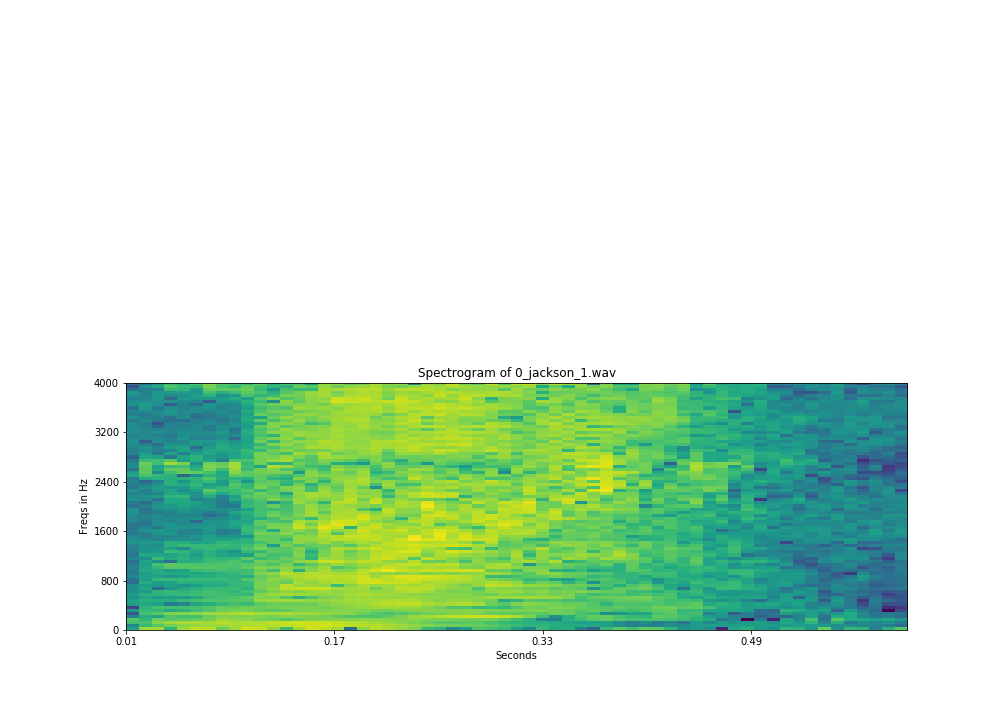 Spectrogram of 0_jackson_1.wav
4000
3200
2400
1600
800
0
Freqs in Hz
0.01 0.17 0.33 0.49
Seconds